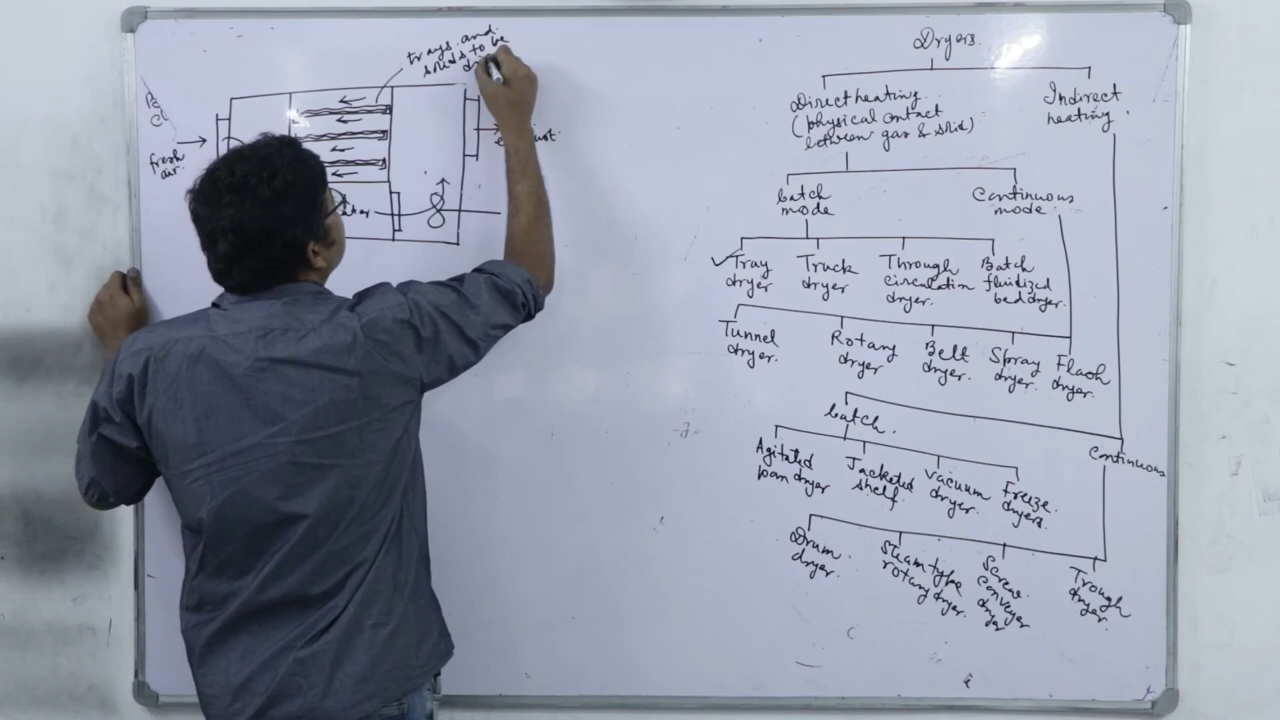 trays and
solids to be
fresh
air.
Dryers.
Direct heating.
(physical contact
between gas & solid)
Indirect
heating.
batch
mode
Continuous
mode.
✓Tray
dryer
Truck
dryer
Through
circulation
dryer.
Batch
fluidized
bed dryer.
Tunnel
dryer.
Rotary
dryer
Belt
dryer.
Spray
dryer.
Flash
dryer.
batch.
Continuous
Agitated
pan dryer
Jacketed
shelf.
Vacuum
dryer.
Freeze.
dryers.
Drum.
dryer.
Steam type
rotary dryer.
Screw.
conveyer
dryer
Trough
dryer.